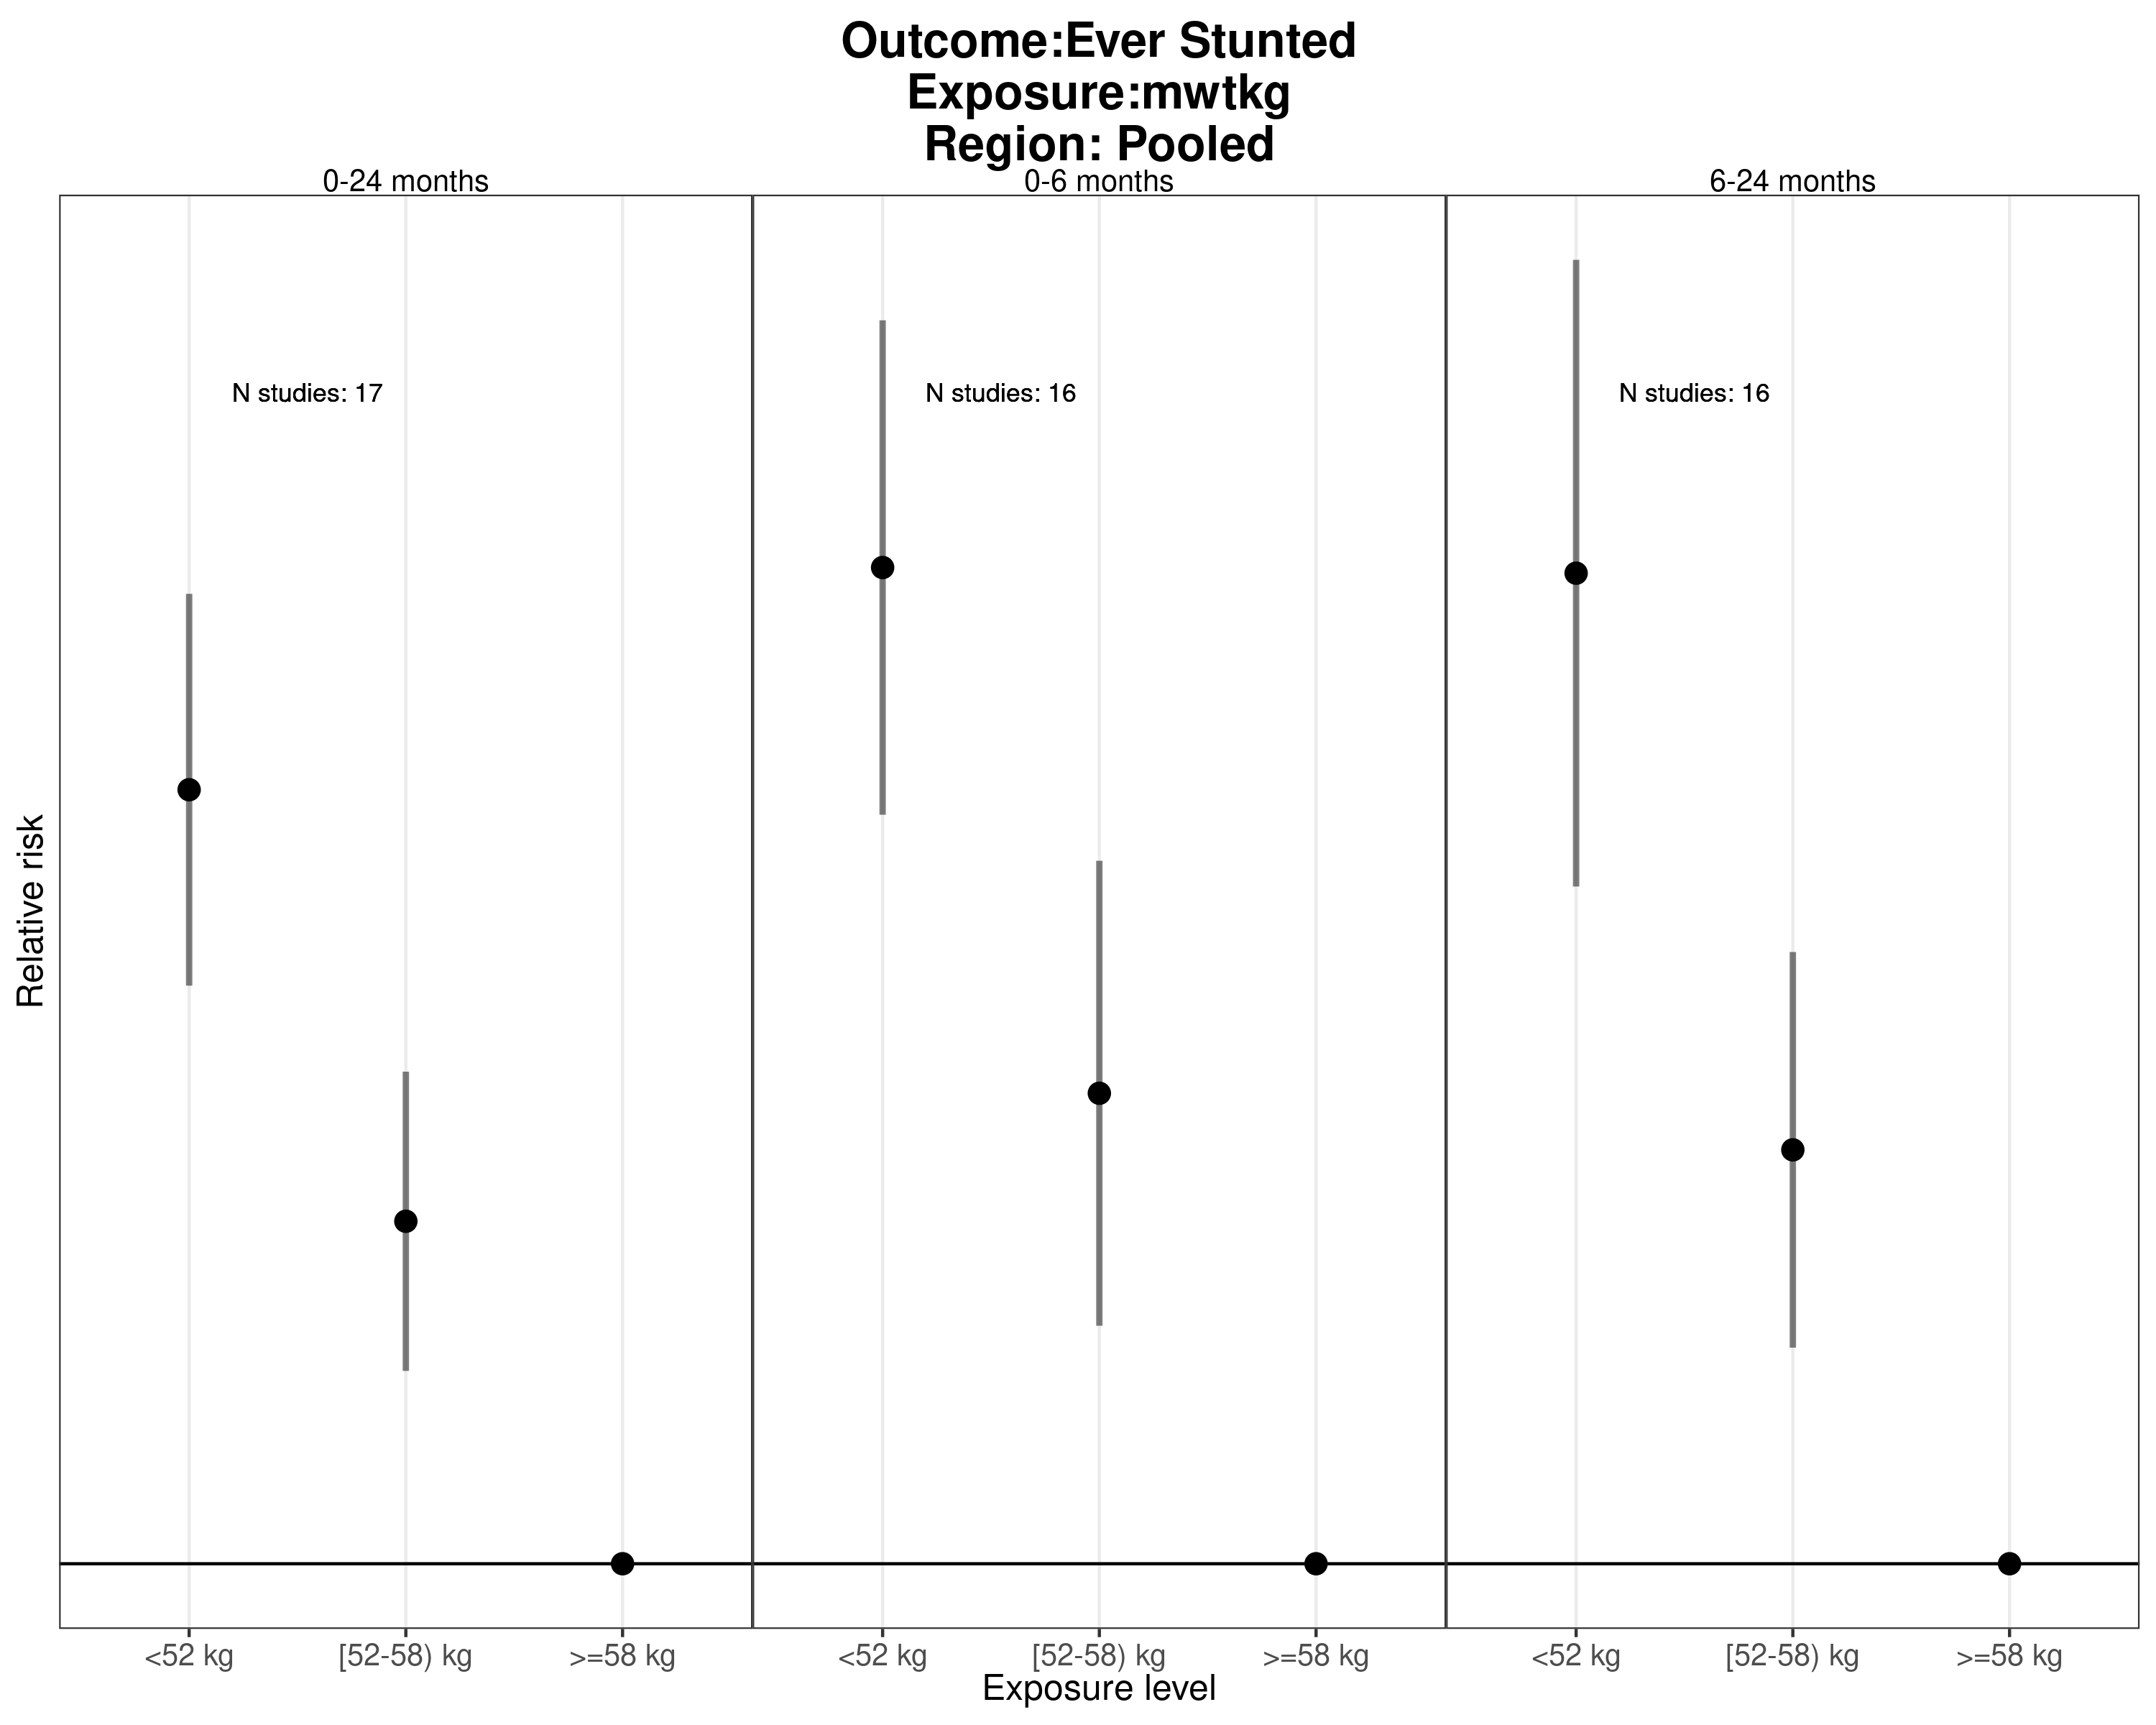 Outcome:Ever Stunted
Exposure:mwtkg
Region: Pooled
0-24 months
0-6 months
6-24 months
N studies: 17
N studies: 16
N studies: 16
Relative risk
<52 kg
[52-58) kg
>=58 kg
<52 kg
[52-58) kg
>=58 kg
<52 kg
[52-58) kg
>=58 kg
Exposure level